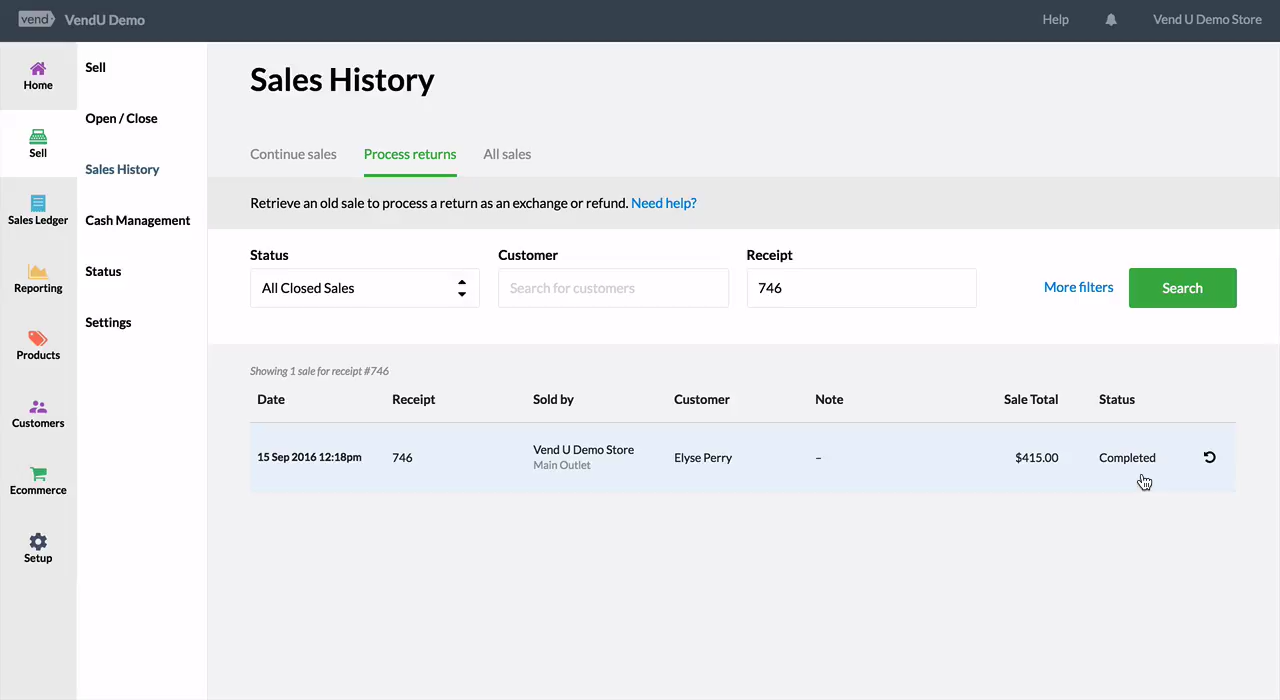 vend VendU Demo
Help
Vend U Demo Store
Home
Sell
Sales Ledger
Reporting
Products
Customers
Ecommerce
Setup
Sell
Open / Close
Sales History
Cash Management
Status
Settings
Sales History
Continue sales Process returns All sales
Retrieve an old sale to process a return as an exchange or refund. Need help?
Status Customer Receipt
All Closed Sales Search for customers 746 More filters Search
Showing 1 sale for receipt #746
Date Receipt Sold by Customer Note Sale Total Status
15 Sep 2016 12:18pm 746 Vend U Demo Store Elyse Perry – $415.00 Completed
Main Outlet